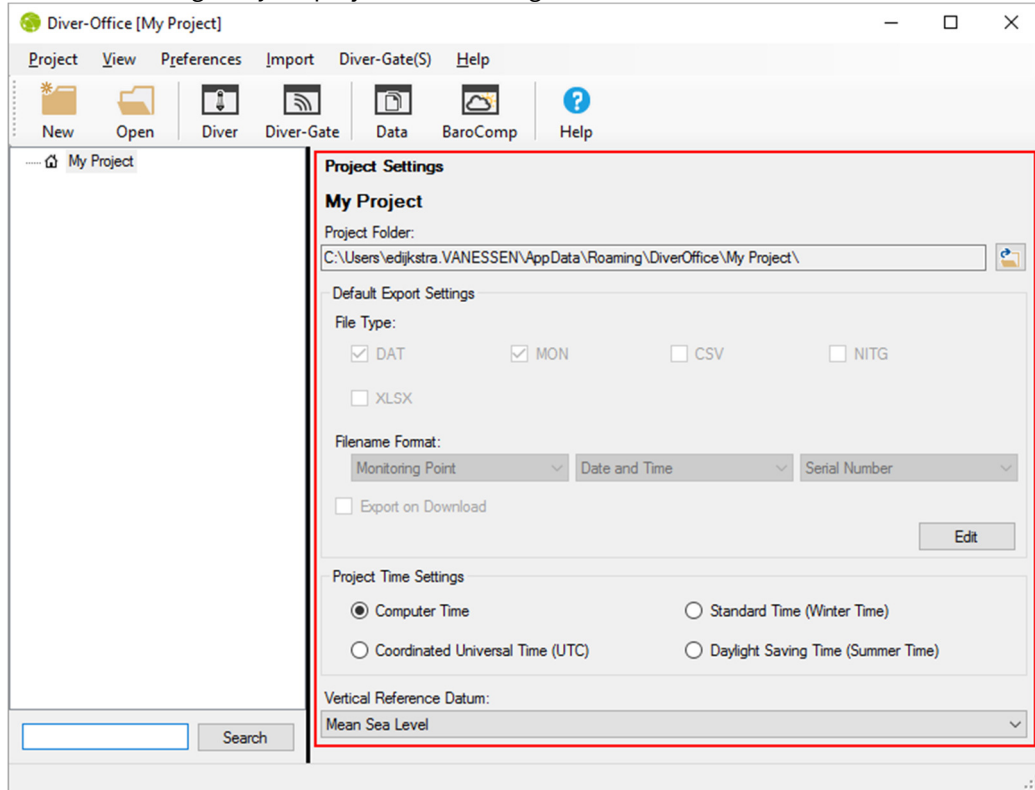 Diver-Office [My Project]
Project View Preferences Import Diver-Gate(S) Help
New Open Diver Diver-Gate Data BaroComp Help
My Project
Project Settings
My Project
Project Folder:
C:\Users\edijkstra.VANESSEN\AppData\Roaming\DiverOffice\My Project\
Default Export Settings
File Type:
DAT MON CSV NITG
XLSX
Filename Format:
Monitoring Point Date and Time Serial Number
Export on Download
Edit
Project Time Settings
Computer Time Standard Time (Winter Time)
Coordinated Universal Time (UTC) Daylight Saving Time (Summer Time)
Vertical Reference Datum:
Mean Sea Level
Search